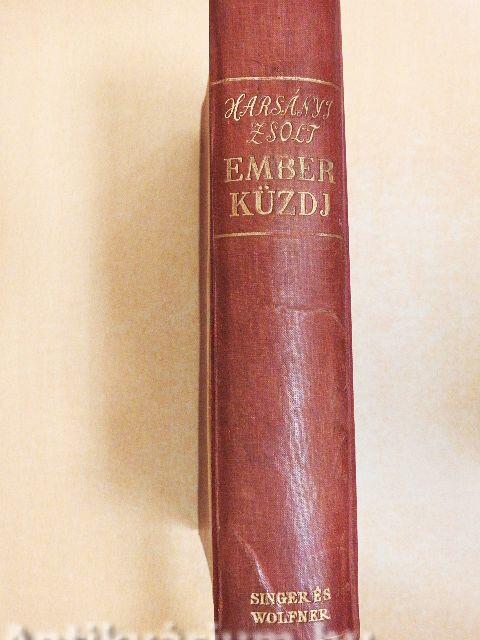 HARSÁNYI
ZSOLT
EMBER
KÜZDJ
SINGER ÉS
WOLFNER